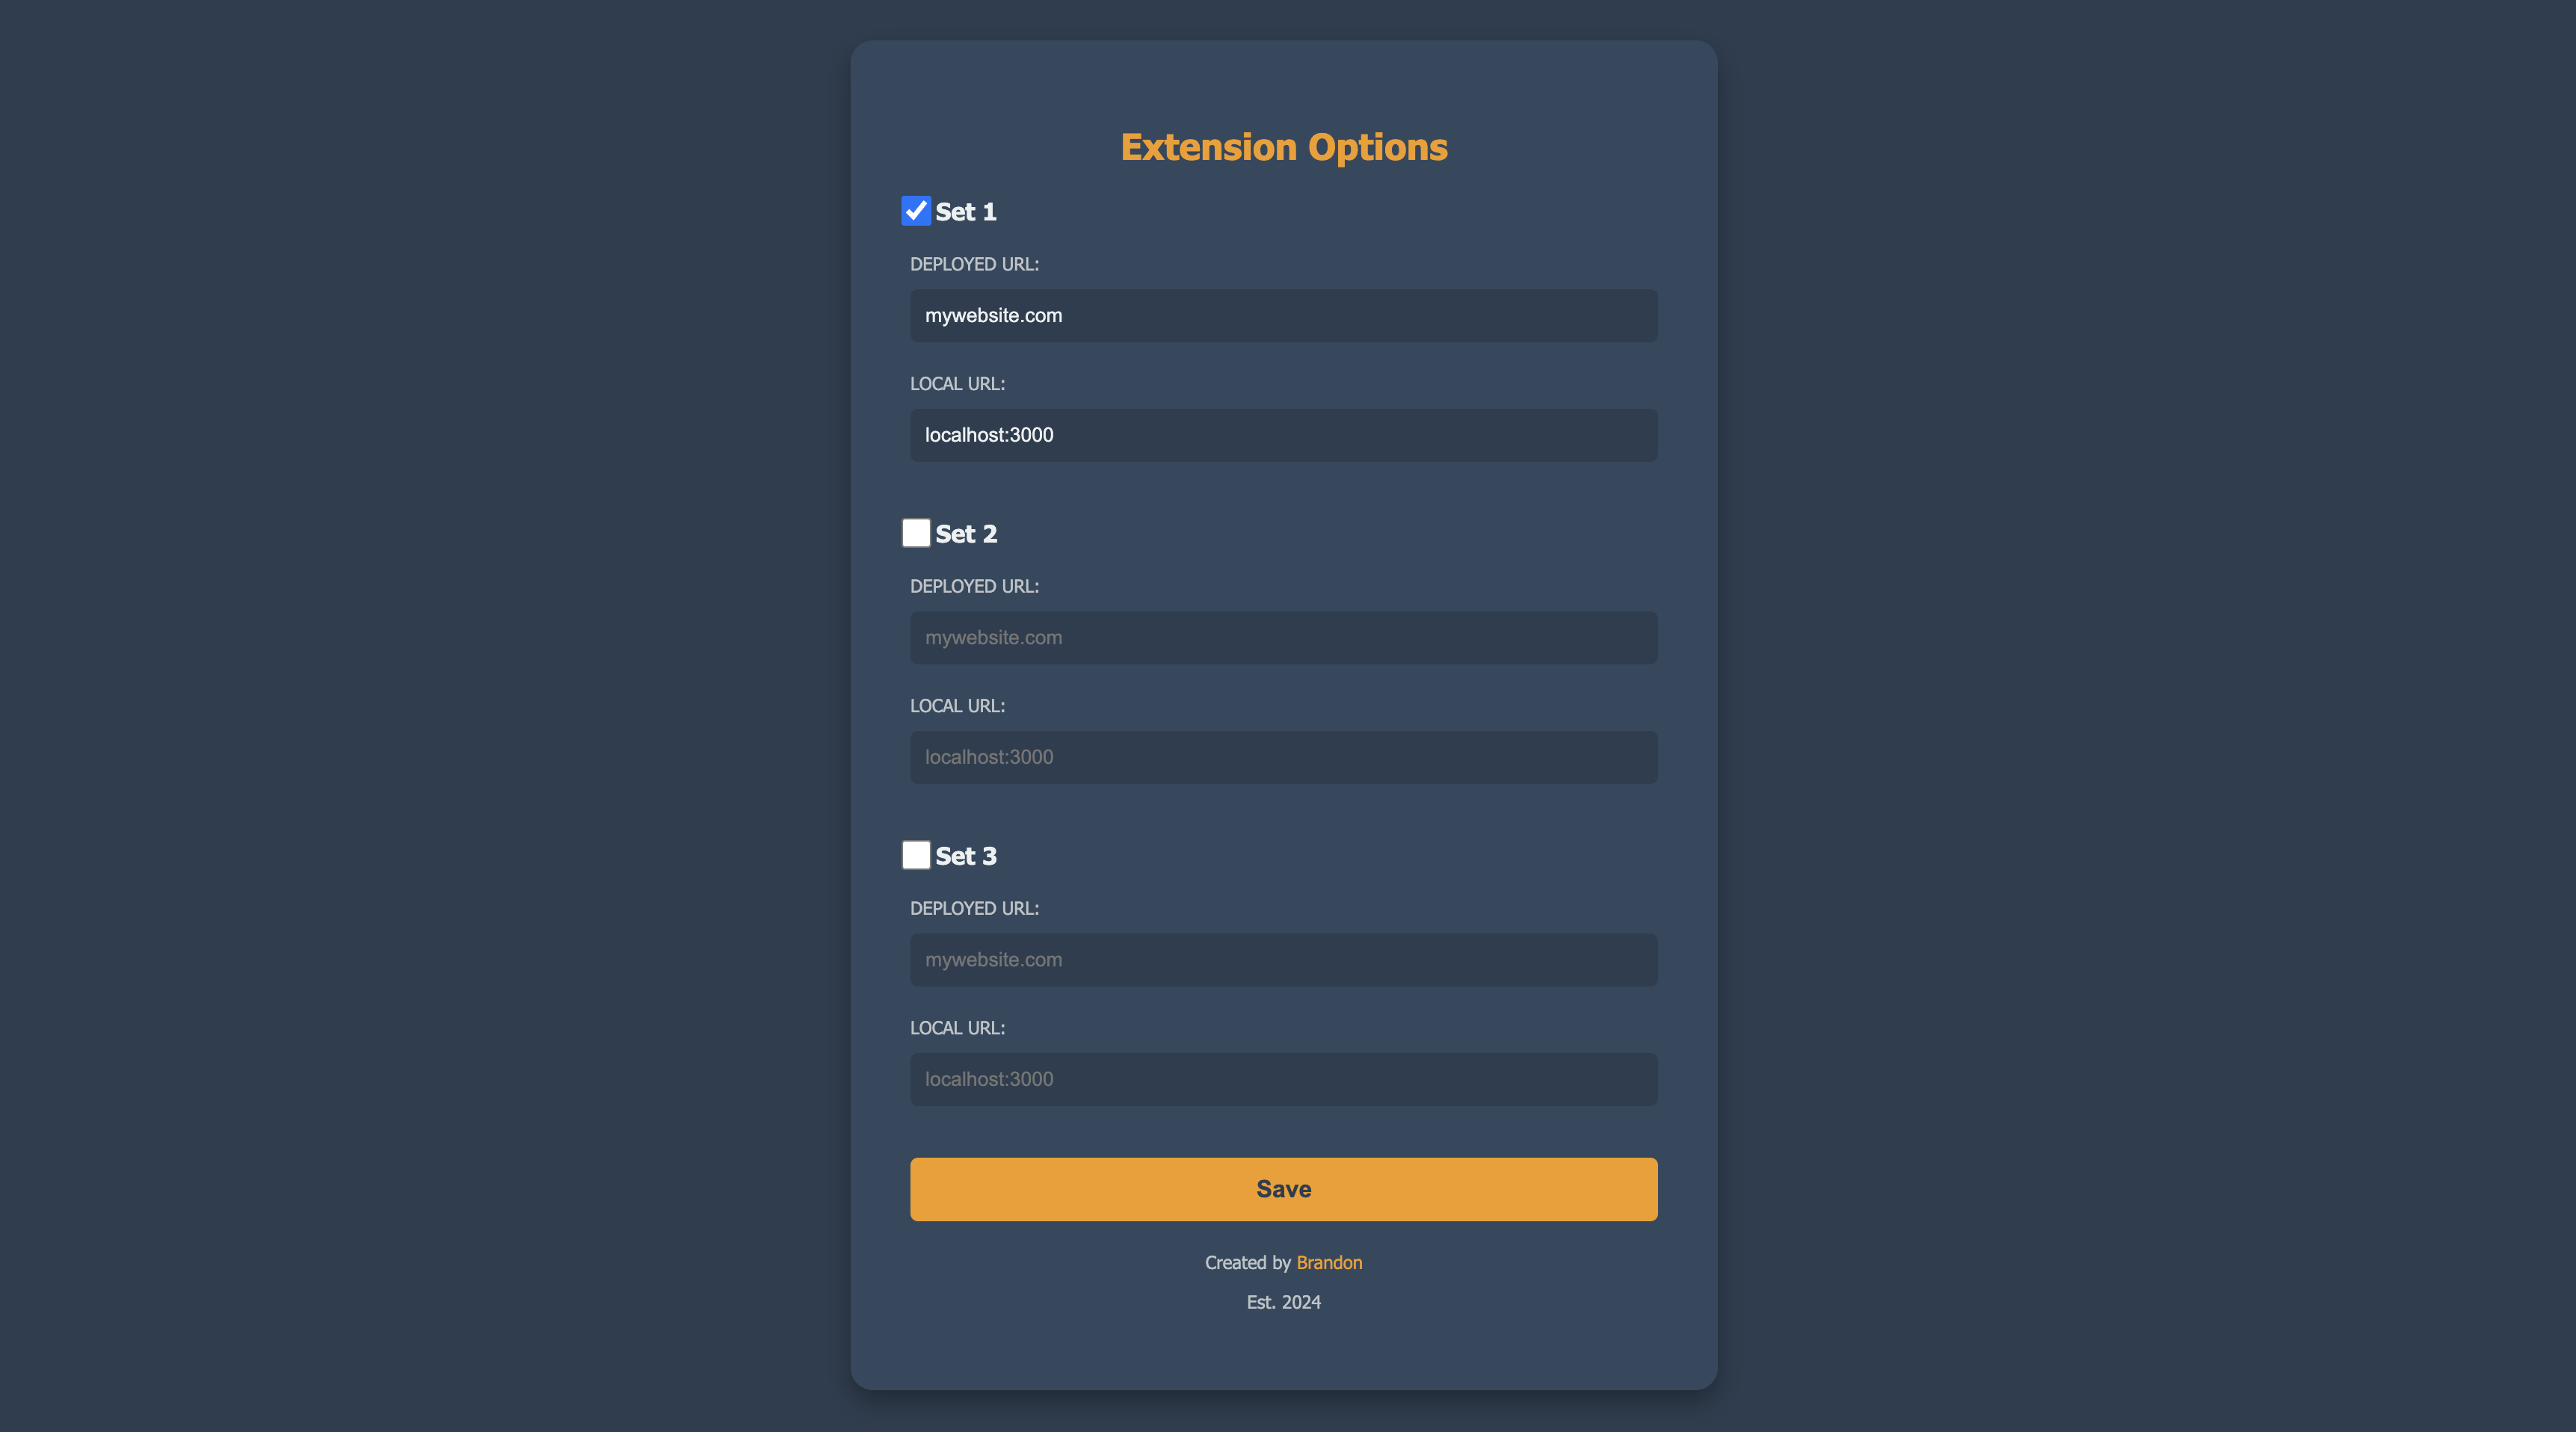 Extension Options
Set 1
DEPLOYED URL:
mywebsite.com
LOCAL URL:
localhost:3000
Set 2
DEPLOYED URL:
mywebsite.com
LOCAL URL:
localhost:3000
Set 3
DEPLOYED URL:
mywebsite.com
LOCAL URL:
localhost:3000
Save
Created by Brandon
Est. 2024